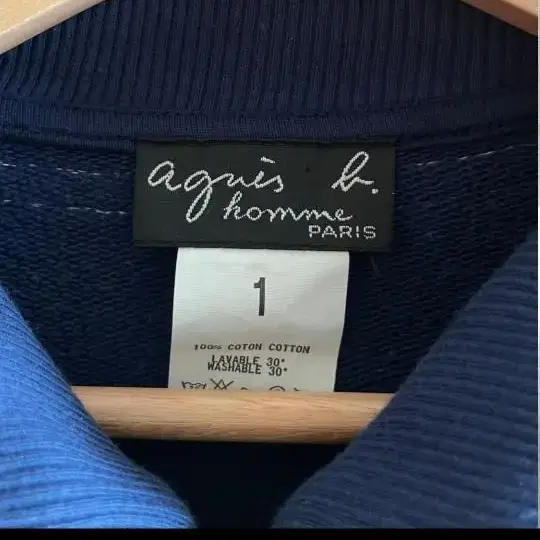 agnès b.
homme
PARIS
1
100% COTON COTTON
LAVABLE 30°
WASHABLE 30°